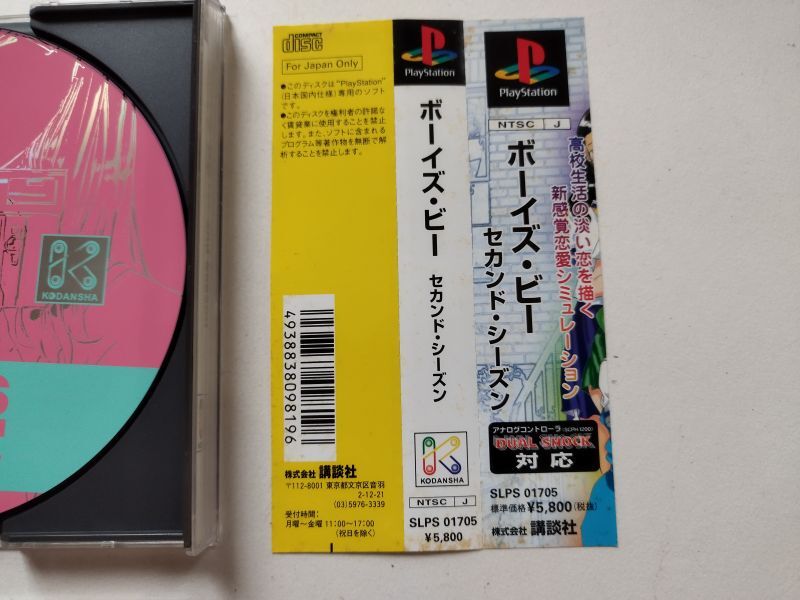 KODANSHA
COMPACT
disc
For Japan Only
●このディスクは"PlayStation"
(日本国内仕様)専用のソフト
です。
●このディスクを権利者の許諾な
く賃貸業に使用することを禁止
します。また、ソフトに含まれる
プログラム等著作物を無断で解
析することを禁止します。
4938838098196
株式会社 講談社
〒112-8001 東京都文京区音羽
2-12-21
(03)5976-3339
受付時間:
月曜〜金曜 11:00〜17:00
(祝日を除く)
PlayStation
ボーイズ・ビー セカンド・シーズン
KODANSHA
NTSC J
SLPS 01705
¥5,800
PlayStation
NTSC J
高校生活の淡い恋を描く
新感覚恋愛シミュレーション
ボーイズ・ビー
セカンド・シーズン
アナログコントローラ(SCPH-1200)
DUAL SHOCK
対応
SLPS 01705
標準価格¥5,800(税抜)
株式会社 講談社